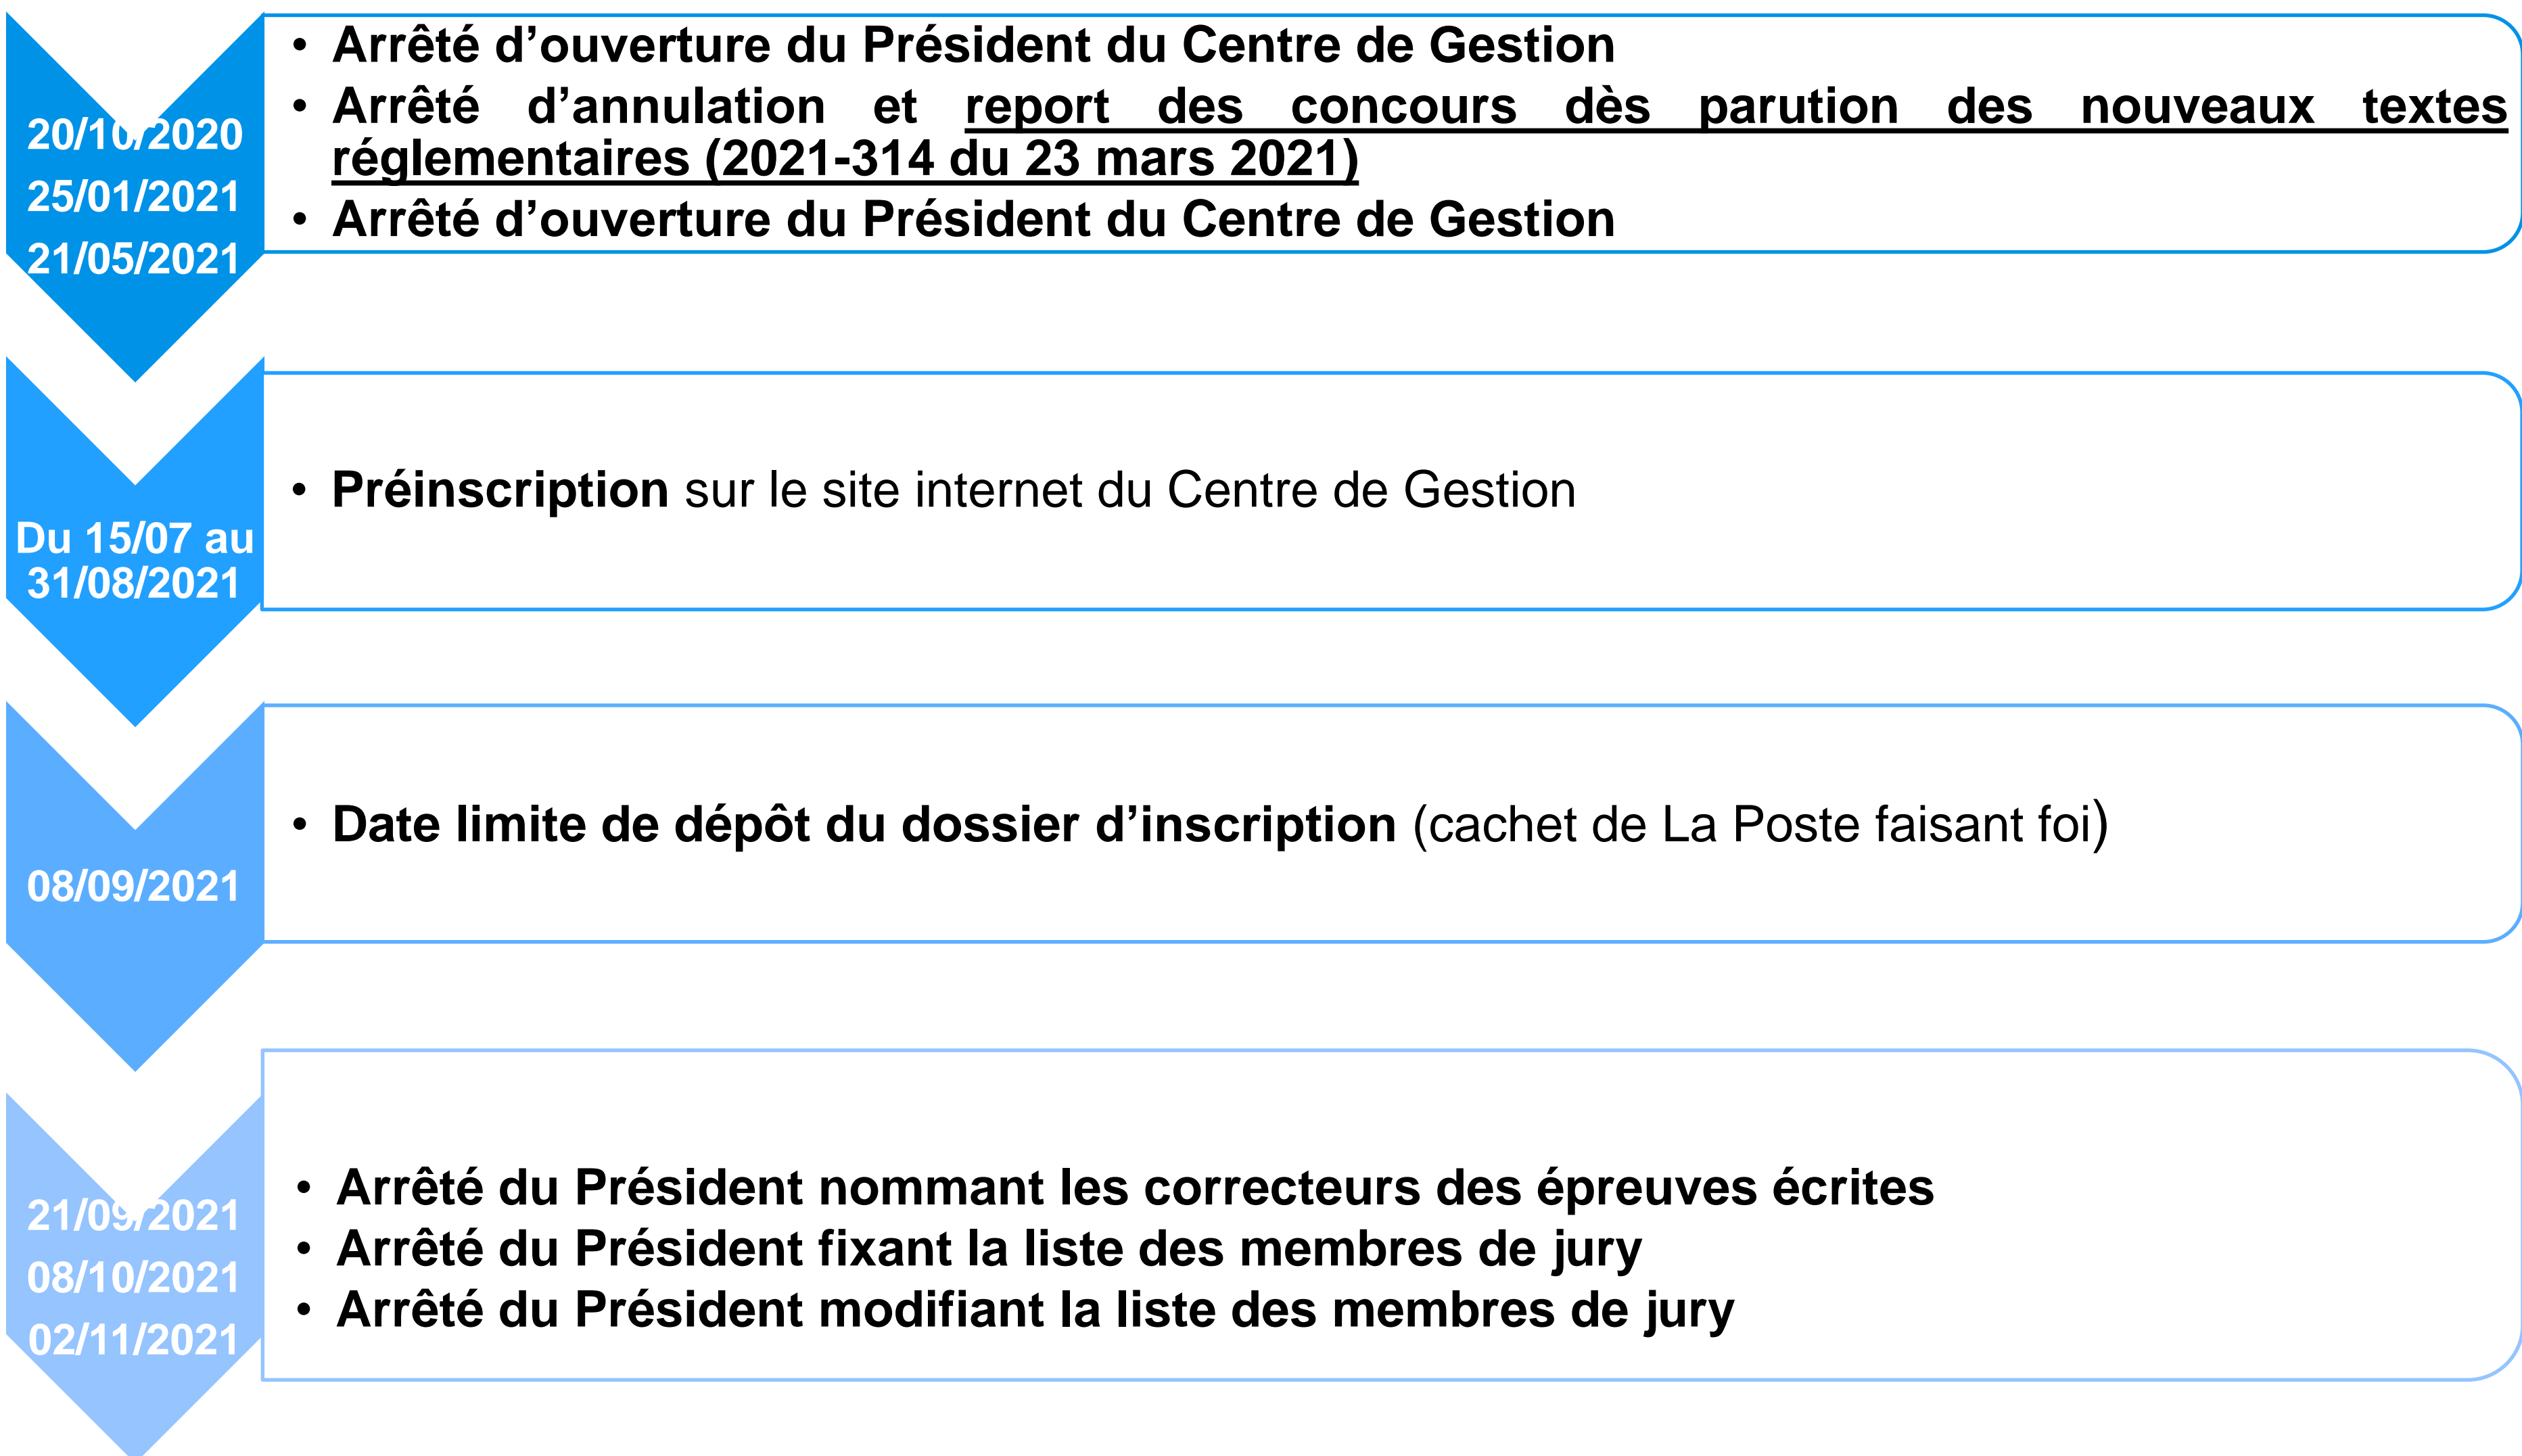 20/10/2020
25/01/2021
21/05/2021
• Arrêté d’ouverture du Président du Centre de Gestion
• Arrêté d’annulation et report des concours dès parution des nouveaux textes
réglementaires (2021-314 du 23 mars 2021)
• Arrêté d’ouverture du Président du Centre de Gestion
Du 15/07 au
31/08/2021
• Préinscription sur le site internet du Centre de Gestion
08/09/2021
• Date limite de dépôt du dossier d’inscription (cachet de La Poste faisant foi)
21/09/2021
08/10/2021
02/11/2021
• Arrêté du Président nommant les correcteurs des épreuves écrites
• Arrêté du Président fixant la liste des membres de jury
• Arrêté du Président modifiant la liste des membres de jury